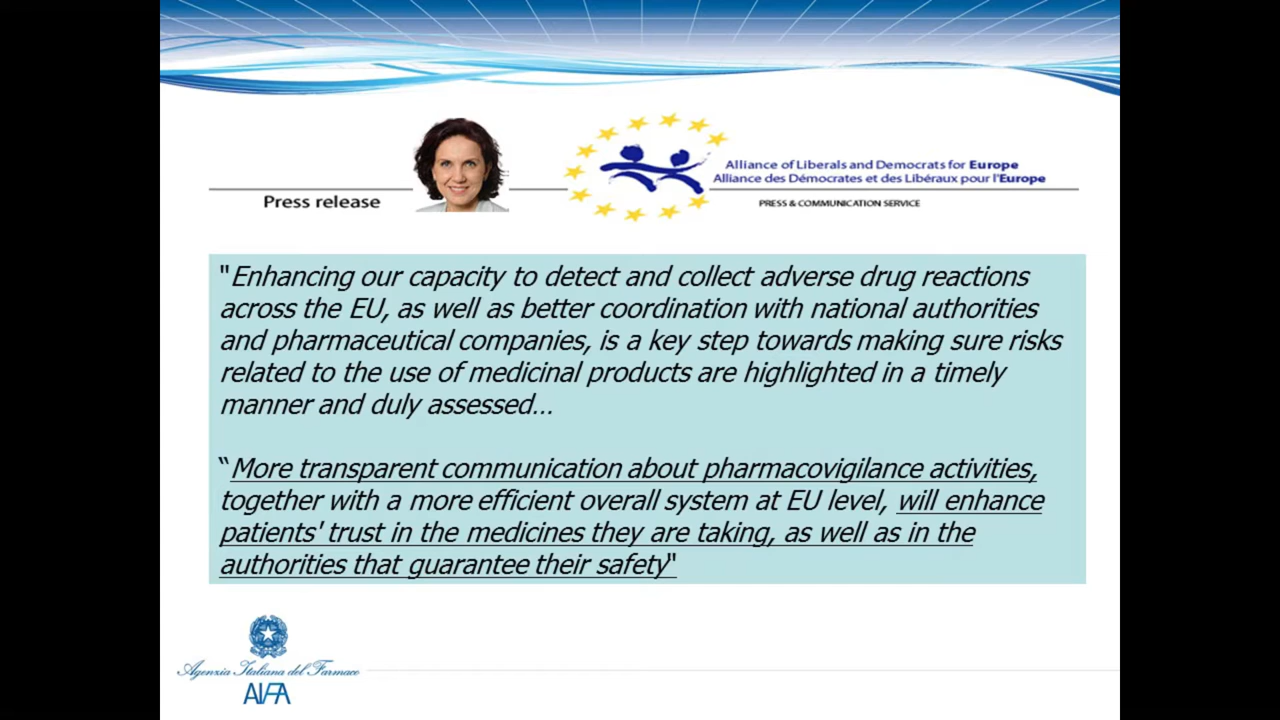 Alliance of Liberals and Democrats for Europe
Alliance des Démocrates et des Libéraux pour l'Europe
Press release
PRESS & COMMUNICATION SERVICE
"Enhancing our capacity to detect and collect adverse drug reactions
across the EU, as well as better coordination with national authorities
and pharmaceutical companies, is a key step towards making sure risks
related to the use of medicinal products are highlighted in a timely
manner and duly assessed…
“More transparent communication about pharmacovigilance activities,
together with a more efficient overall system at EU level, will enhance
patients' trust in the medicines they are taking, as well as in the
authorities that guarantee their safety"
Agenzia Italiana del Farmaco
AIFA